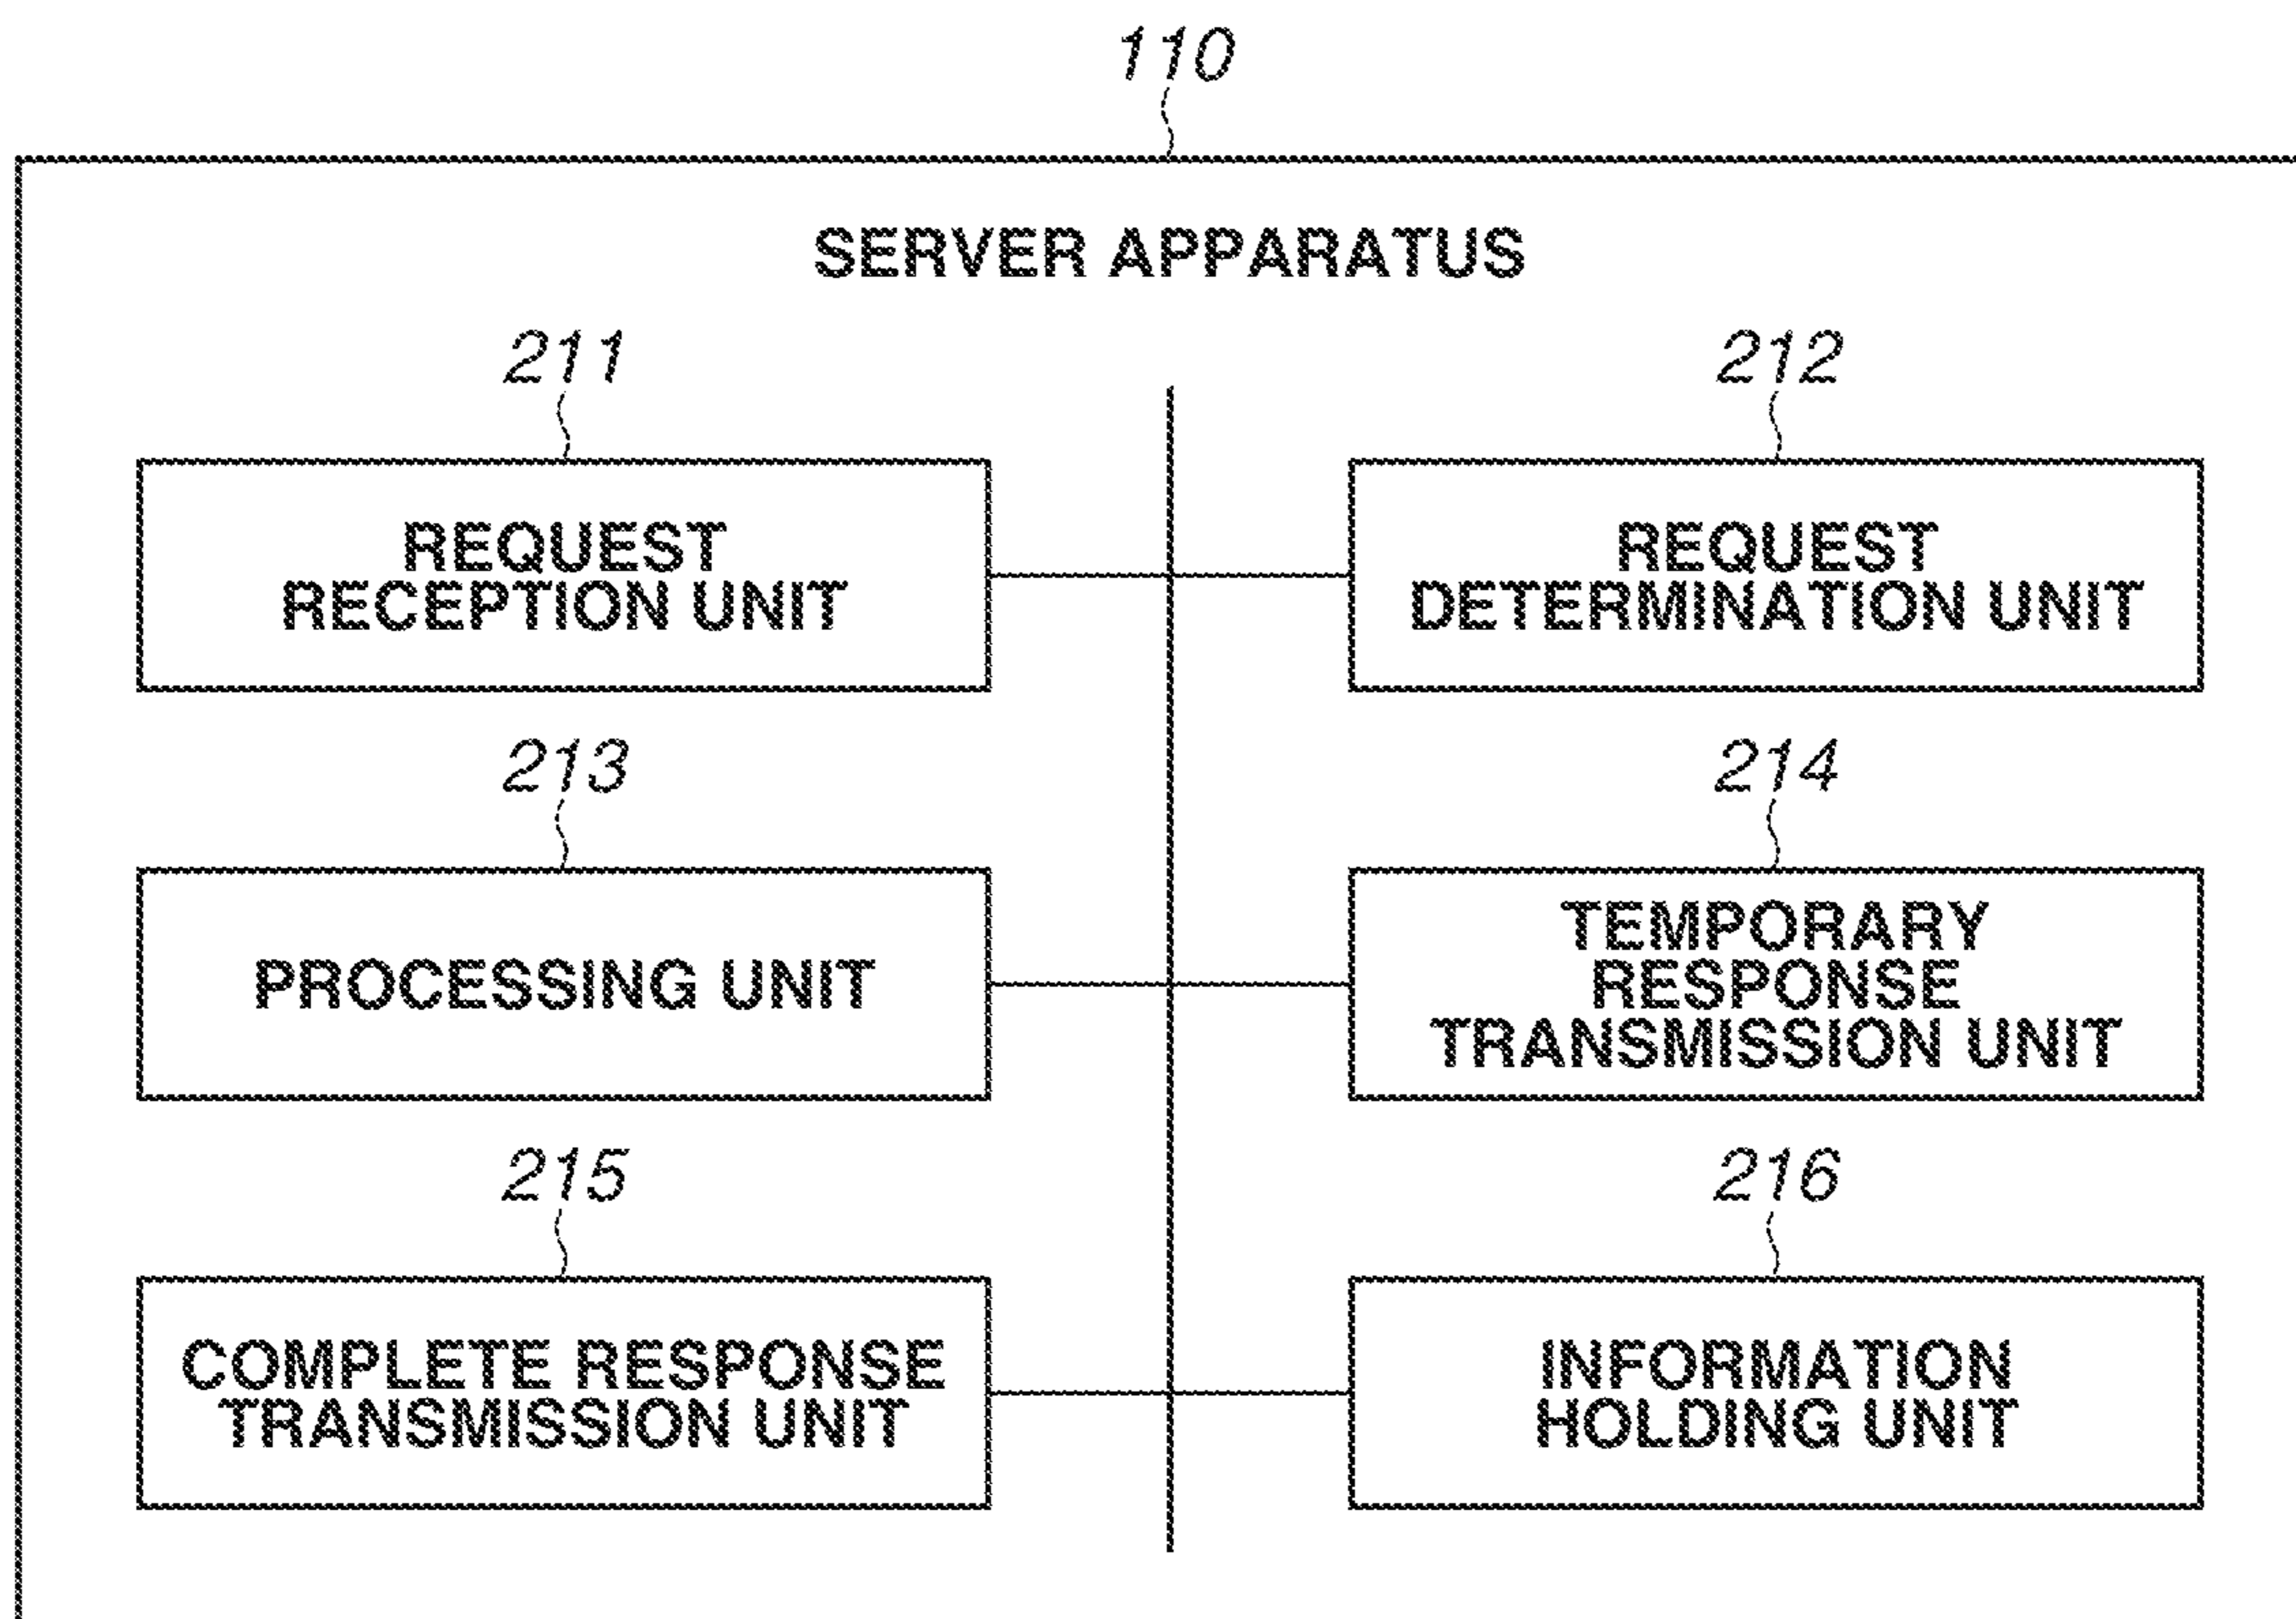 110
SERVER APPARATUS
211
212
REQUEST
RECEPTION UNIT
REQUEST
DETERMINATION UNIT
213
214
PROCESSING UNIT
TEMPORARY
RESPONSE
TRANSMISSION UNIT
215
216
COMPLETE RESPONSE
TRANSMISSION UNIT
INFORMATION
HOLDING UNIT